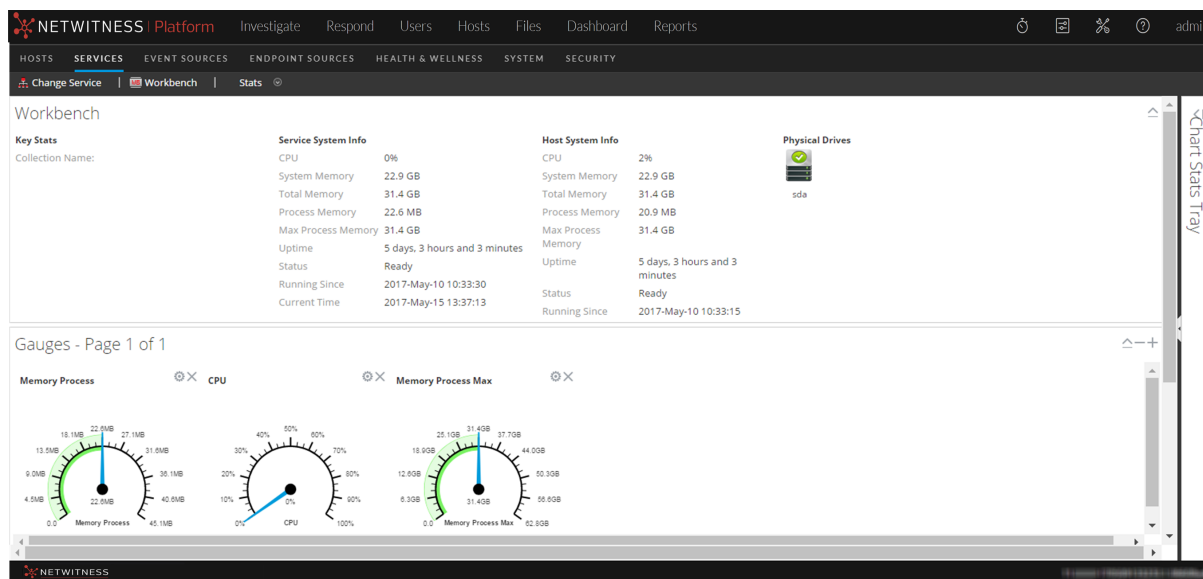 NETWITNESS | Platform Investigate Respond Users Hosts Files Dashboard Reports admi
HOSTS SERVICES EVENT SOURCES ENDPOINT SOURCES HEALTH & WELLNESS SYSTEM SECURITY
Change Service | Workbench | Stats
Workbench
Key Stats
Collection Name:
Service System Info
CPU 0%
System Memory 22.9 GB
Total Memory 31.4 GB
Process Memory 22.6 MB
Max Process Memory 31.4 GB
Uptime 5 days, 3 hours and 3 minutes
Status Ready
Running Since 2017-May-10 10:33:30
Current Time 2017-May-15 13:37:13
Host System Info
CPU 2%
System Memory 22.9 GB
Total Memory 31.4 GB
Process Memory 20.9 MB
Max Process 31.4 GB
Memory
Uptime 5 days, 3 hours and 3
minutes
Status Ready
Running Since 2017-May-10 10:33:15
Physical Drives
sda
Chart Stats Tray
Gauges - Page 1 of 1
Memory Process
0.0 4.5MB 9.0MB 13.5MB 18.1MB 22.6MB 27.1MB 31.6MB 36.1MB 40.6MB 45.1MB
22.6MB
Memory Process
CPU
0% 10% 20% 30% 40% 50% 60% 70% 80% 90% 100%
0%
CPU
Memory Process Max
0.0 6.3GB 12.6GB 18.9GB 25.1GB 31.4GB 37.7GB 44.0GB 50.3GB 56.6GB 62.8GB
31.4GB
Memory Process Max
NETWITNESS